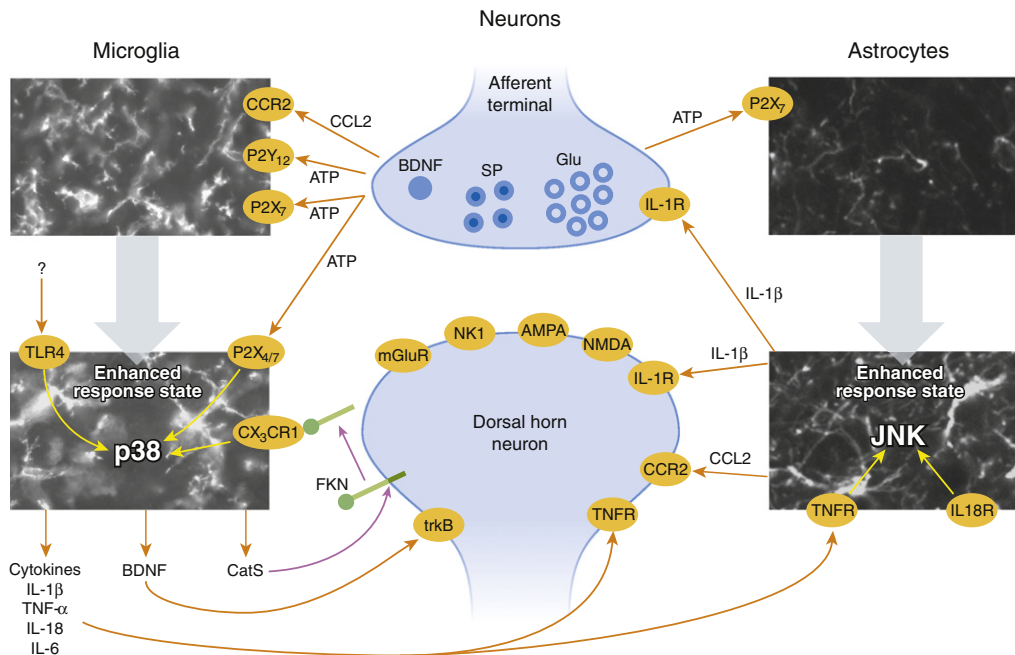 Neurons
Microglia
Astrocytes
Afferent
terminal
CCR2
CCL2
P2Y12
ATP
P2X7
ATP
ATP
BDNF
SP
Glu
IL-1R
ATP
P2X7
?
TLR4
P2X4/7
Enhanced
response state
p38
CX3CR1
FKN
mGluR
NK1
AMPA
NMDA
IL-1R
IL-1β
IL-1β
Dorsal horn
neuron
CCR2
CCL2
TNFR
trkB
Enhanced
response state
JNK
TNFR
IL18R
Cytokines
IL-1β
TNF-α
IL-18
IL-6
BDNF
CatS